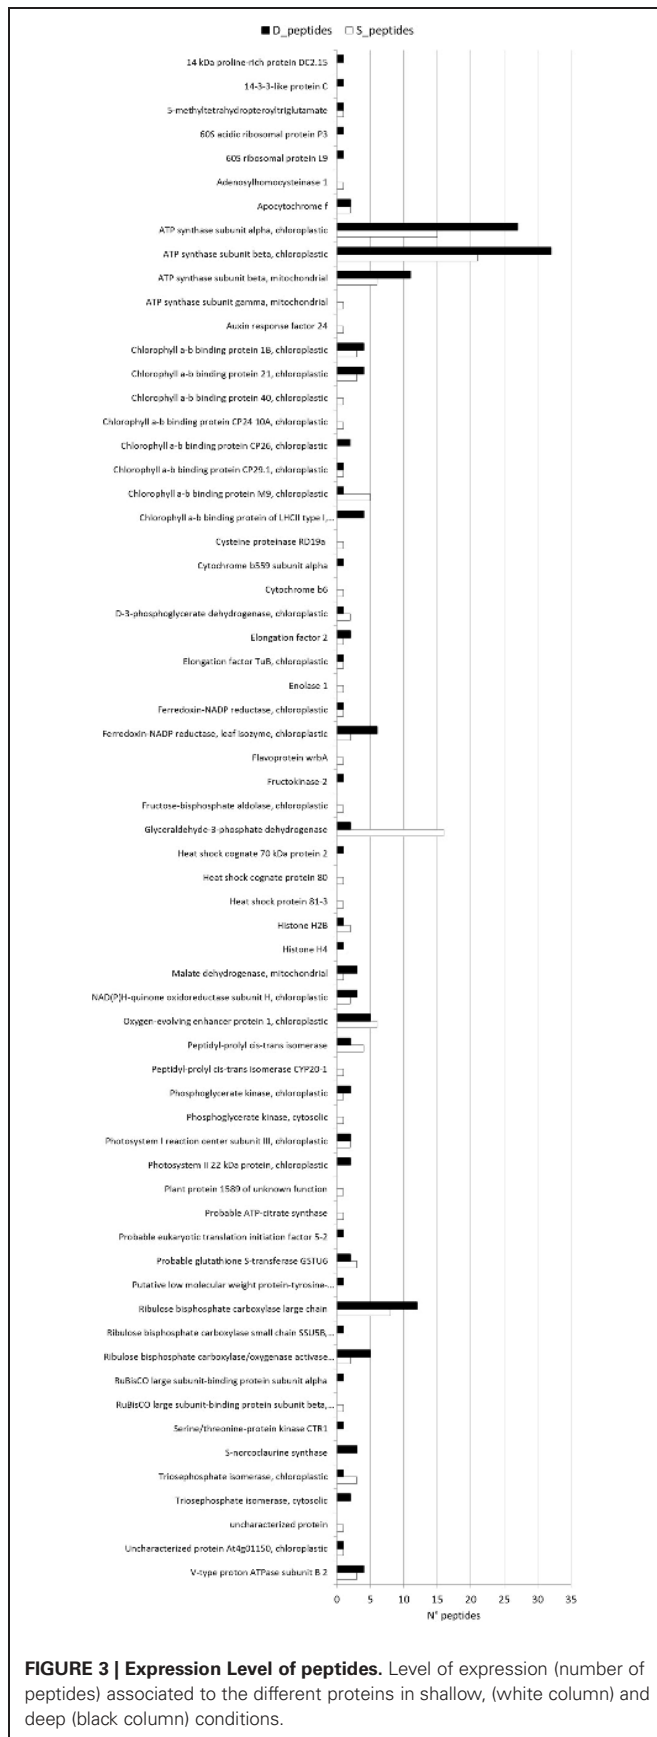 D_peptides S_peptides
14 kDa proline-rich protein DC2.15
14-3-3-like protein C
5-methyltetrahydropteroyltriglutamate
60S acidic ribosomal protein P3
60S ribosomal protein L9
Adenosylhomocysteinase 1
Apocytochrome f
ATP synthase subunit alpha, chloroplastic
ATP synthase subunit beta, chloroplastic
ATP synthase subunit beta, mitochondrial
ATP synthase subunit gamma, mitochondrial
Auxin response factor 24
Chlorophyll a-b binding protein 1B, chloroplastic
Chlorophyll a-b binding protein 21, chloroplastic
Chlorophyll a-b binding protein 40, chloroplastic
Chlorophyll a-b binding protein CP24 10A, chloroplastic
Chlorophyll a-b binding protein CP26, chloroplastic
Chlorophyll a-b binding protein CP29.1, chloroplastic
Chlorophyll a-b binding protein M9, chloroplastic
Chlorophyll a-b binding protein of LHCII type I,...
Cysteine proteinase RD19a
Cytochrome b559 subunit alpha
Cytochrome b6
D-3-phosphoglycerate dehydrogenase, chloroplastic
Elongation factor 2
Elongation factor TuB, chloroplastic
Enolase 1
Ferredoxin-NADP reductase, chloroplastic
Ferredoxin-NADP reductase, leaf isozyme, chloroplastic
Flavoprotein wrbA
Fructokinase-2
Fructose-bisphosphate aldolase, chloroplastic
Glyceraldehyde-3-phosphate dehydrogenase
Heat shock cognate 70 kDa protein 2
Heat shock cognate protein 80
Heat shock protein 81-3
Histone H2B
Histone H4
Malate dehydrogenase, mitochondrial
NAD(P)H-quinone oxidoreductase subunit H, chloroplastic
Oxygen-evolving enhancer protein 1, chloroplastic
Peptidyl-prolyl cis-trans isomerase
Peptidyl-prolyl cis-trans isomerase CYP20-1
Phosphoglycerate kinase, chloroplastic
Phosphoglycerate kinase, cytosolic
Photosystem I reaction center subunit III, chloroplastic
Photosystem II 22 kDa protein, chloroplastic
Plant protein 1589 of unknown function
Probable ATP-citrate synthase
Probable eukaryotic translation initiation factor 5-2
Probable glutathione S-transferase GSTU6
Putative low molecular weight protein-tyrosine-...
Ribulose bisphosphate carboxylase large chain
Ribulose bisphosphate carboxylase small chain SSU5B,...
Ribulose bisphosphate carboxylase/oxygenase activase...
RuBisCO large subunit-binding protein subunit alpha
RuBisCO large subunit-binding protein subunit beta,...
Serine/threonine-protein kinase CTR1
S-norcoclaurine synthase
Triosephosphate isomerase, chloroplastic
Triosephosphate isomerase, cytosolic
uncharacterized protein
Uncharacterized protein At4g01150, chloroplastic
V-type proton ATPase subunit B 2
0 5 10 15 20 25 30 35
N° peptides
FIGURE 3 | Expression Level of peptides. Level of expression (number of
peptides) associated to the different proteins in shallow, (white column) and
deep (black column) conditions.